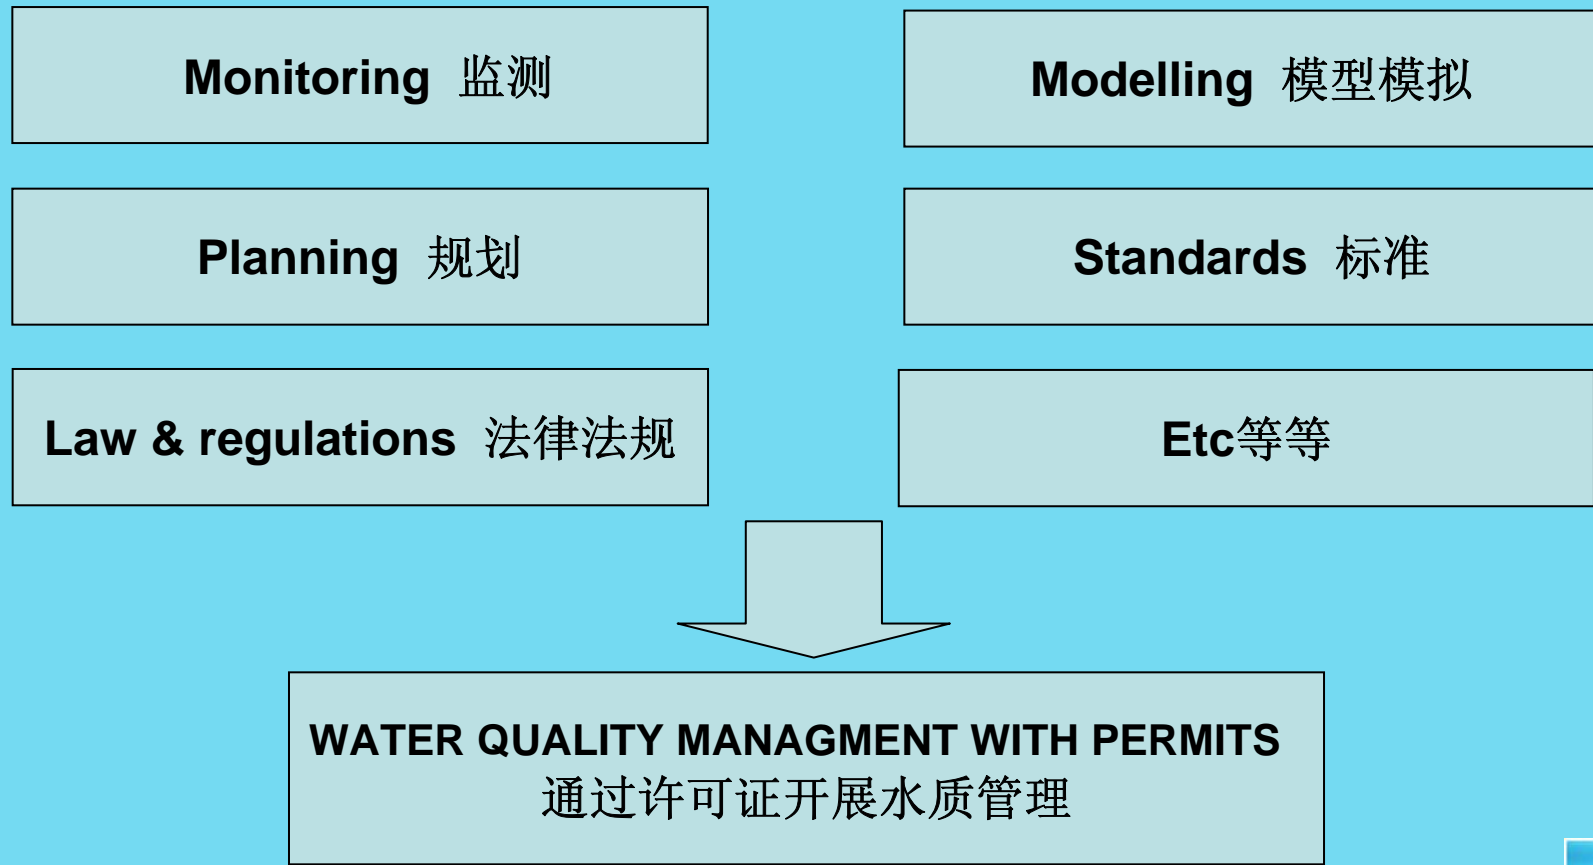 Monitoring 监测
Modelling 模型模拟
Planning 规划
Standards 标准
Law & regulations 法律法规
Etc等等
WATER QUALITY MANAGMENT WITH PERMITS
通过许可证开展水质管理